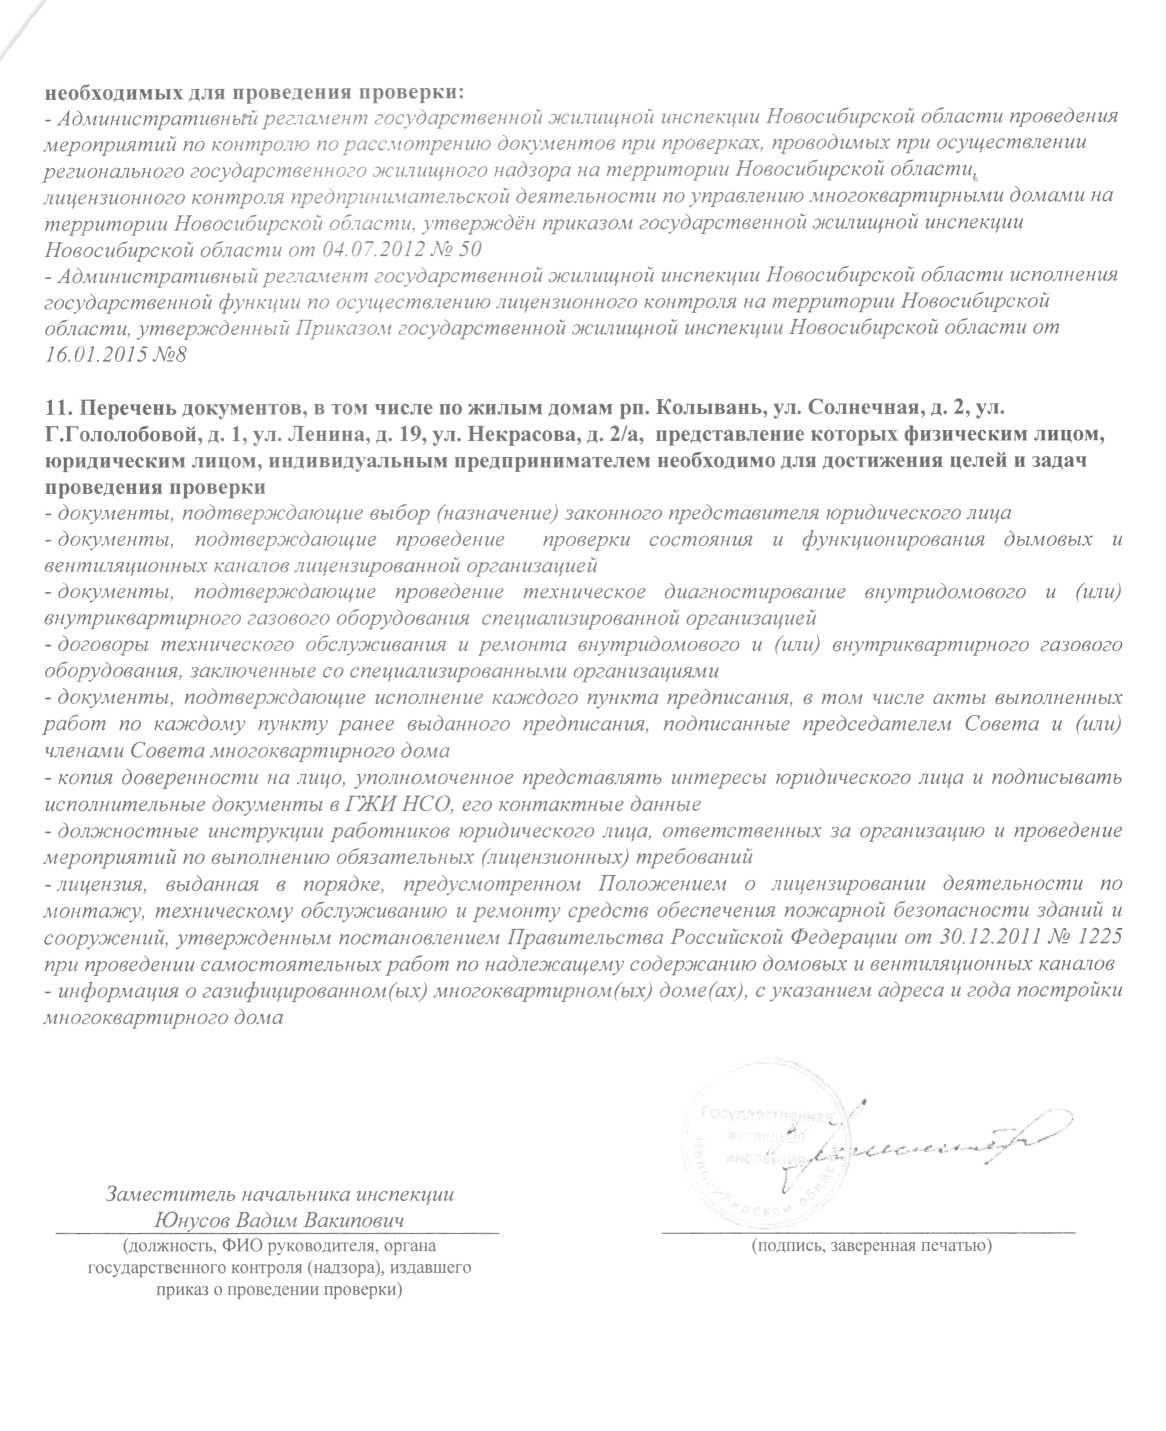 необходимых для проведения проверки:
- Административный регламент государственной жилищной инспекции Новосибирской области проведения
мероприятий по контролю по рассмотрению документов при проверках, проводимых при осуществлении
регионального государственного жилищного надзора на территории Новосибирской области,
лицензионного контроля предпринимательской деятельности по управлению многоквартирными домами на
территории Новосибирской области, утверждён приказом государственной жилищной инспекции
Новосибирской области от 04.07.2012 № 50
- Административный регламент государственной жилищной инспекции Новосибирской области исполнения
государственной функции по осуществлению лицензионного контроля на территории Новосибирской
области, утвержденный Приказом государственной жилищной инспекции Новосибирской области от
16.01.2015 №8
11. Перечень документов, в том числе по жилым домам рп. Колывань, ул. Солнечная, д. 2, ул.
Г.Гололобовой, д. 1, ул. Ленина, д. 19, ул. Некрасова, д. 2/а, представление которых физическим лицом,
юридическим лицом, индивидуальным предпринимателем необходимо для достижения целей и задач
проведения проверки
- документы, подтверждающие выбор (назначение) законного представителя юридического лица
- документы, подтверждающие проведение проверки состояния и функционирования дымовых и
вентиляционных каналов лицензированной организацией
- документы, подтверждающие проведение техническое диагностирование внутридомового и (или)
внутриквартирного газового оборудования специализированной организацией
- договоры технического обслуживания и ремонта внутридомового и (или) внутриквартирного газового
оборудования, заключенные со специализированными организациями
- документы, подтверждающие исполнение каждого пункта предписания, в том числе акты выполненных
работ по каждому пункту ранее выданного предписания, подписанные председателем Совета и (или)
членами Совета многоквартирного дома
- копия доверенности на лицо, уполномоченное представлять интересы юридического лица и подписывать
исполнительные документы в ГЖИ НСО, его контактные данные
- должностные инструкции работников юридического лица, ответственных за организацию и проведение
мероприятий по выполнению обязательных (лицензионных) требований
- лицензия, выданная в порядке, предусмотренном Положением о лицензировании деятельности по
монтажу, техническому обслуживанию и ремонту средств обеспечения пожарной безопасности зданий и
сооружений, утвержденным постановлением Правительства Российской Федерации от 30.12.2011 № 1225
при проведении самостоятельных работ по надлежащему содержанию домовых и вентиляционных каналов
- информация о газифицированном(ых) многоквартирном(ых) доме(ах), с указанием адреса и года постройки
многоквартирного дома
Государственная
жилищная
инспекция
Новосибирской
Заместитель начальника инспекции
Юнусов Вадим Вакипович
(должность, ФИО руководителя, органа
государственного контроля (надзора), издавшего
приказ о проведении проверки)
(подпись, заверенная печатью)